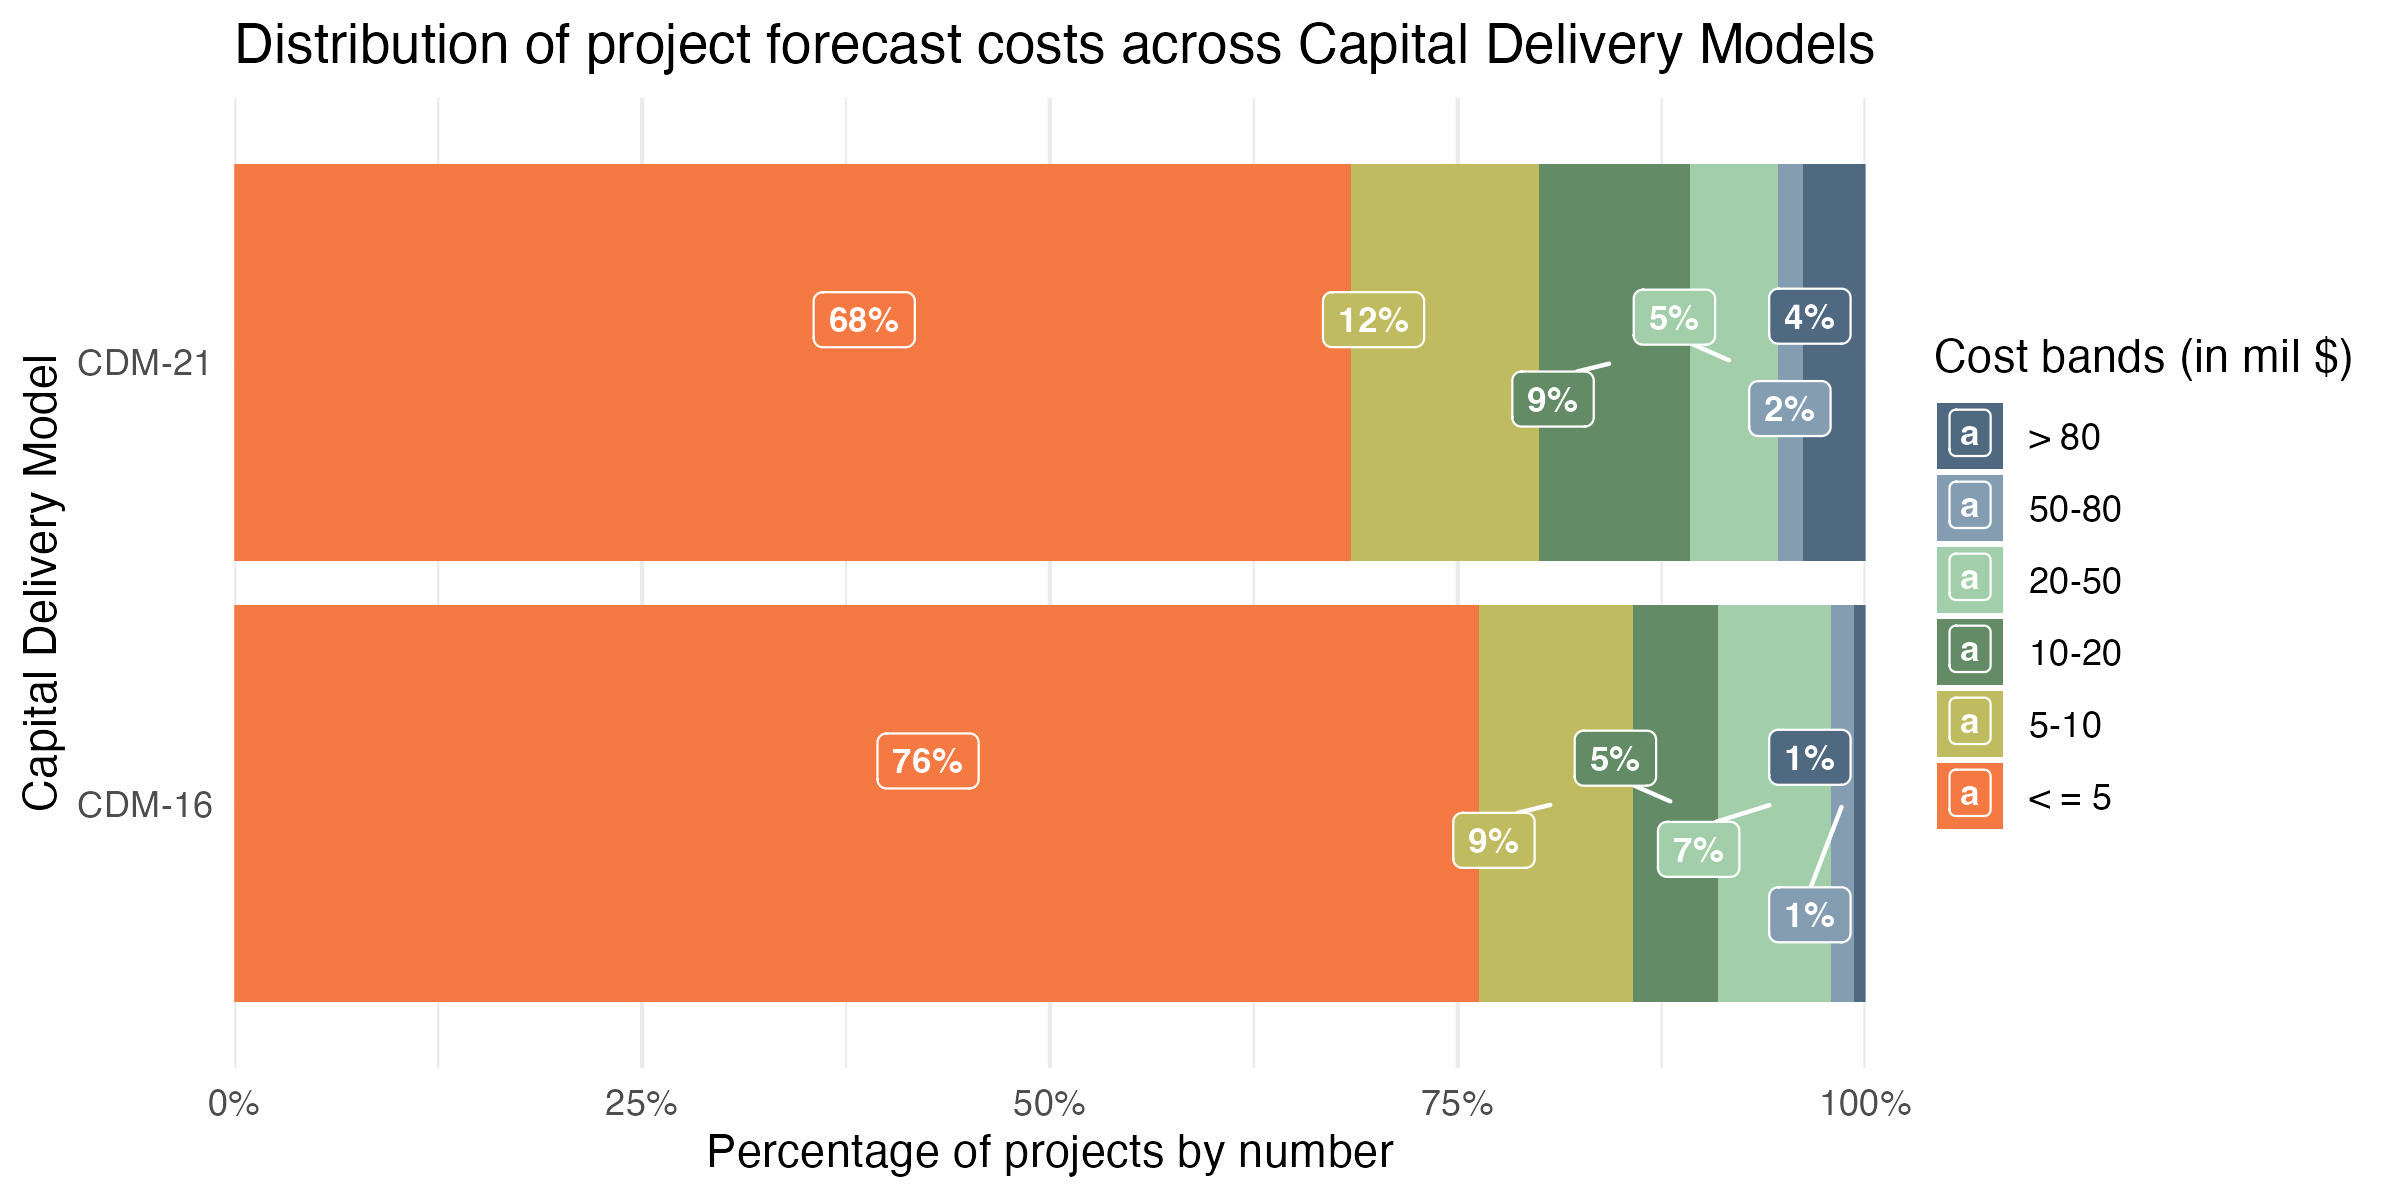 Distribution of project forecast costs across Capital Delivery Models
Capital Delivery Model
CDM-21
68%
12%
9%
5%
2%
4%
CDM-16
76%
9%
5%
7%
1%
1%
0%
25%
50%
75%
100%
Percentage of projects by number
Cost bands (in mil $)
a > 80
a 50-80
a 20-50
a 10-20
a 5-10
a < = 5